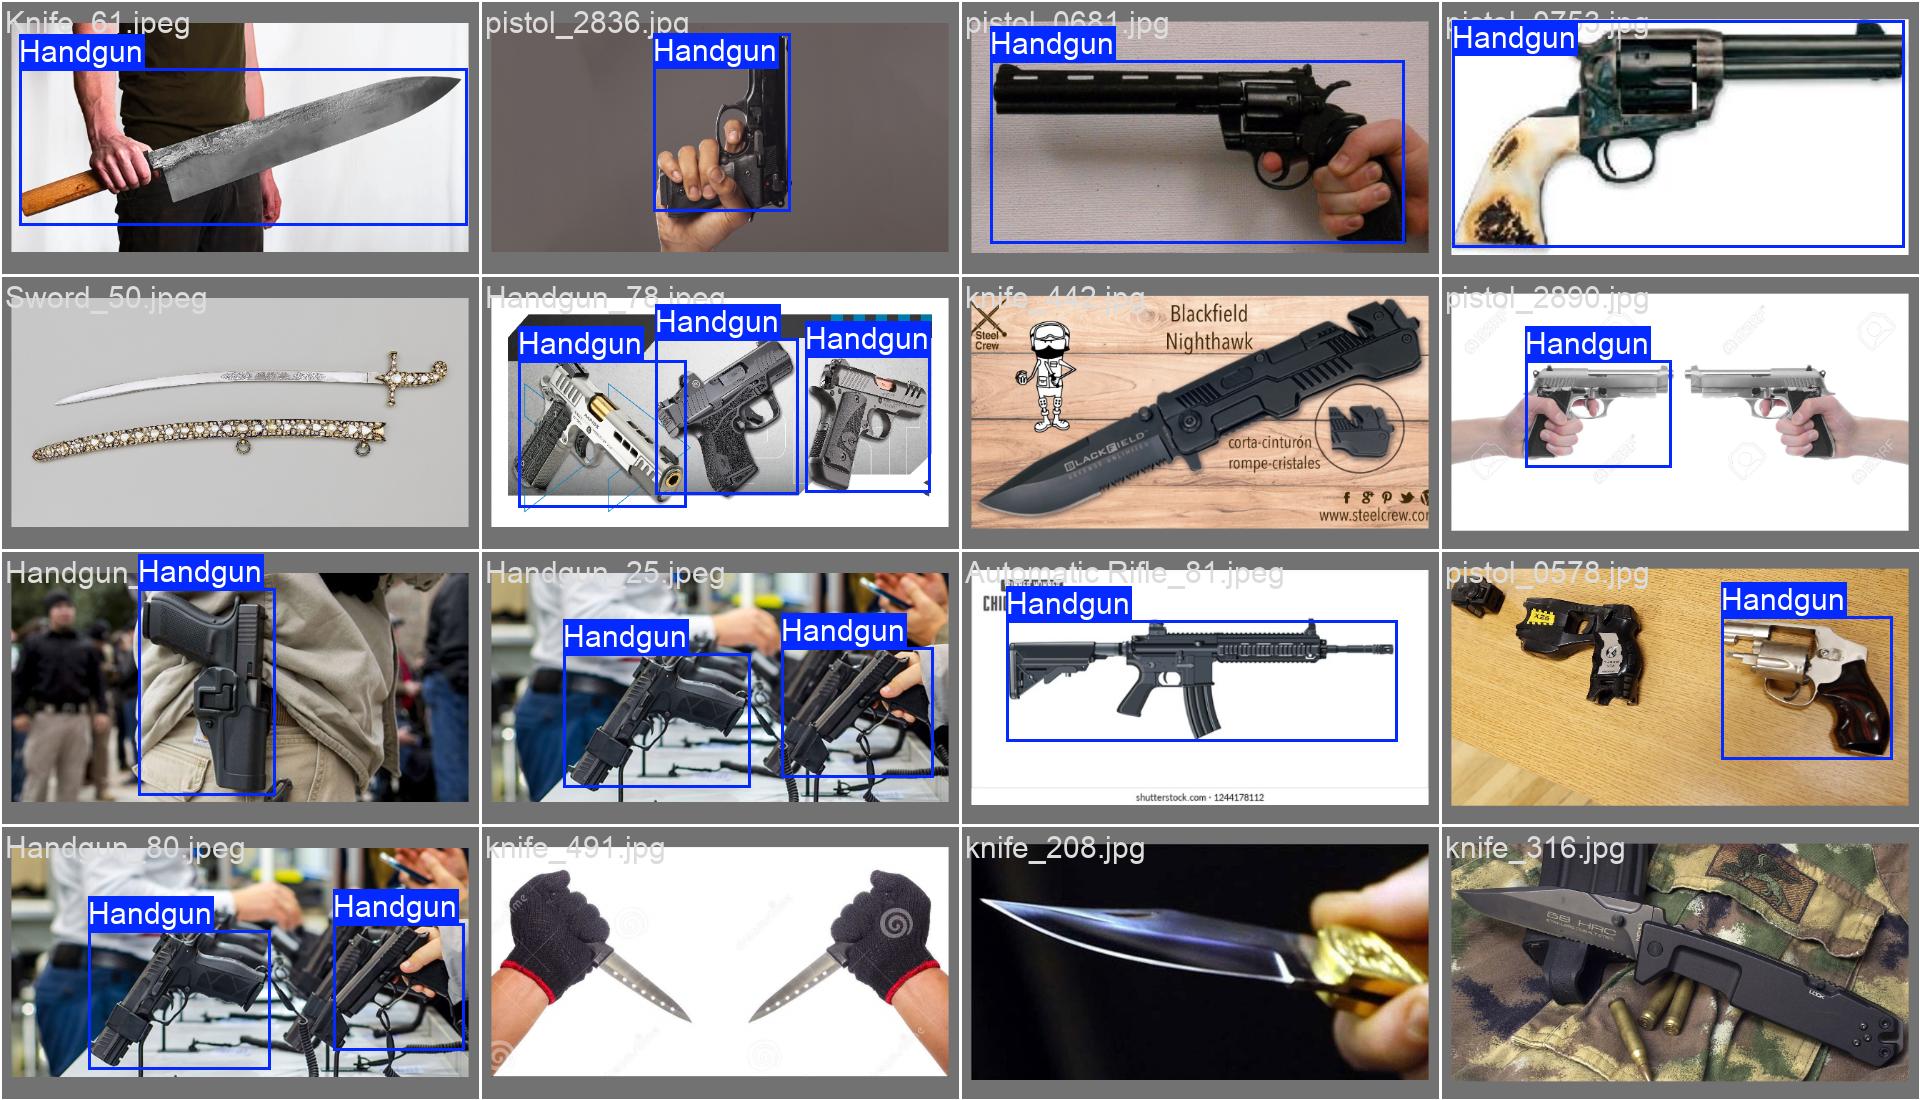 Knife_61.jpeg
Handgun
pistol_2836.jpg
Handgun
pistol_0681.jpg
Handgun
pistol_0753.jpg
Handgun
Sword_50.jpeg
Handgun_78.jpeg
Handgun
Handgun
Handgun
knife_442.jpg
Steel
Crew
Blackfield
Nighthawk
BLACKFIELD
corta-cinturón
rompe-cristales
www.steelcrew.com
pistol_2890.jpg
Handgun
Handgun_
Handgun
Handgun_25.jpeg
Handgun
Handgun
Automatic Rifle_81.jpeg
Handgun
shutterstock.com · 1244178112
pistol_0578.jpg
Handgun
Handgun_80.jpeg
Handgun
Handgun
knife_491.jpg
knife_208.jpg
knife_316.jpg
LOCK